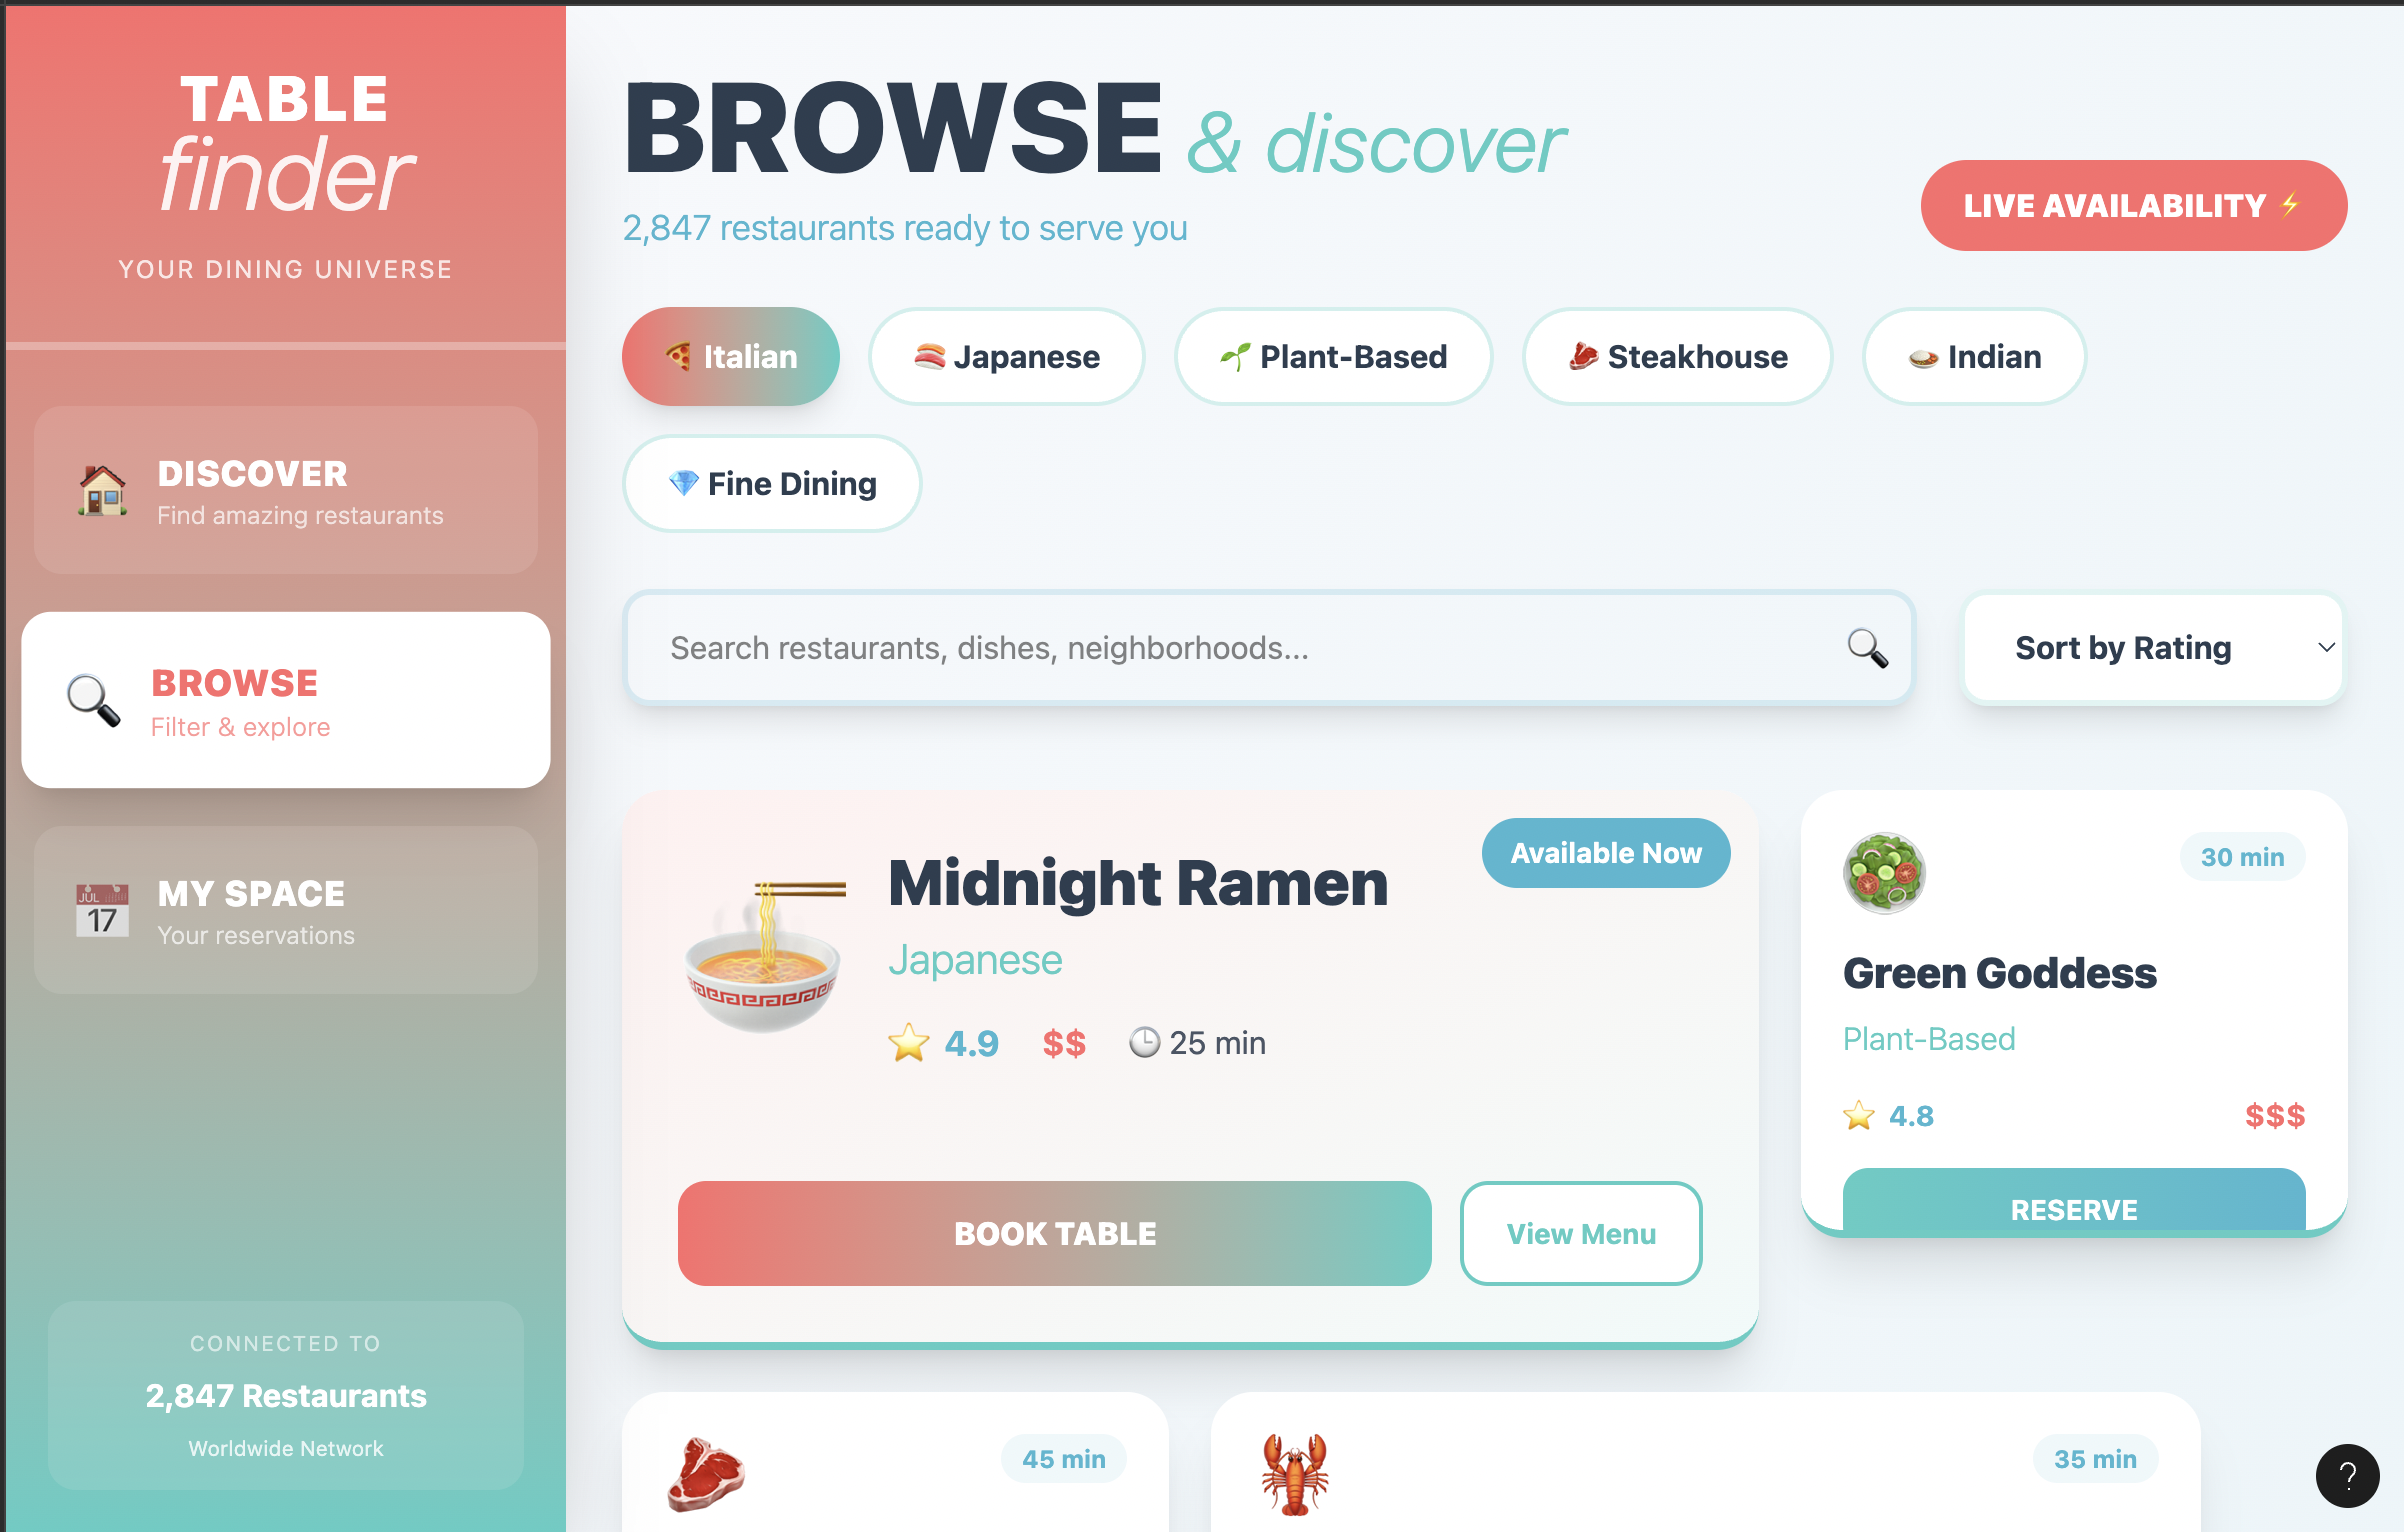 TABLE
finder
YOUR DINING UNIVERSE
DISCOVER
Find amazing restaurants
BROWSE
Filter & explore
JUL
17
MY SPACE
Your reservations
CONNECTED TO
2,847 Restaurants
Worldwide Network
BROWSE & discover
2,847 restaurants ready to serve you
LIVE AVAILABILITY ⚡
🍕 Italian
🍣 Japanese
🌱 Plant-Based
🥩 Steakhouse
🍛 Indian
💎 Fine Dining
Search restaurants, dishes, neighborhoods...
Sort by Rating
Available Now
Midnight Ramen
Japanese
⭐ 4.9 $$ 🕒 25 min
BOOK TABLE
View Menu
30 min
Green Goddess
Plant-Based
⭐ 4.8 $$$
RESERVE
45 min
35 min
?